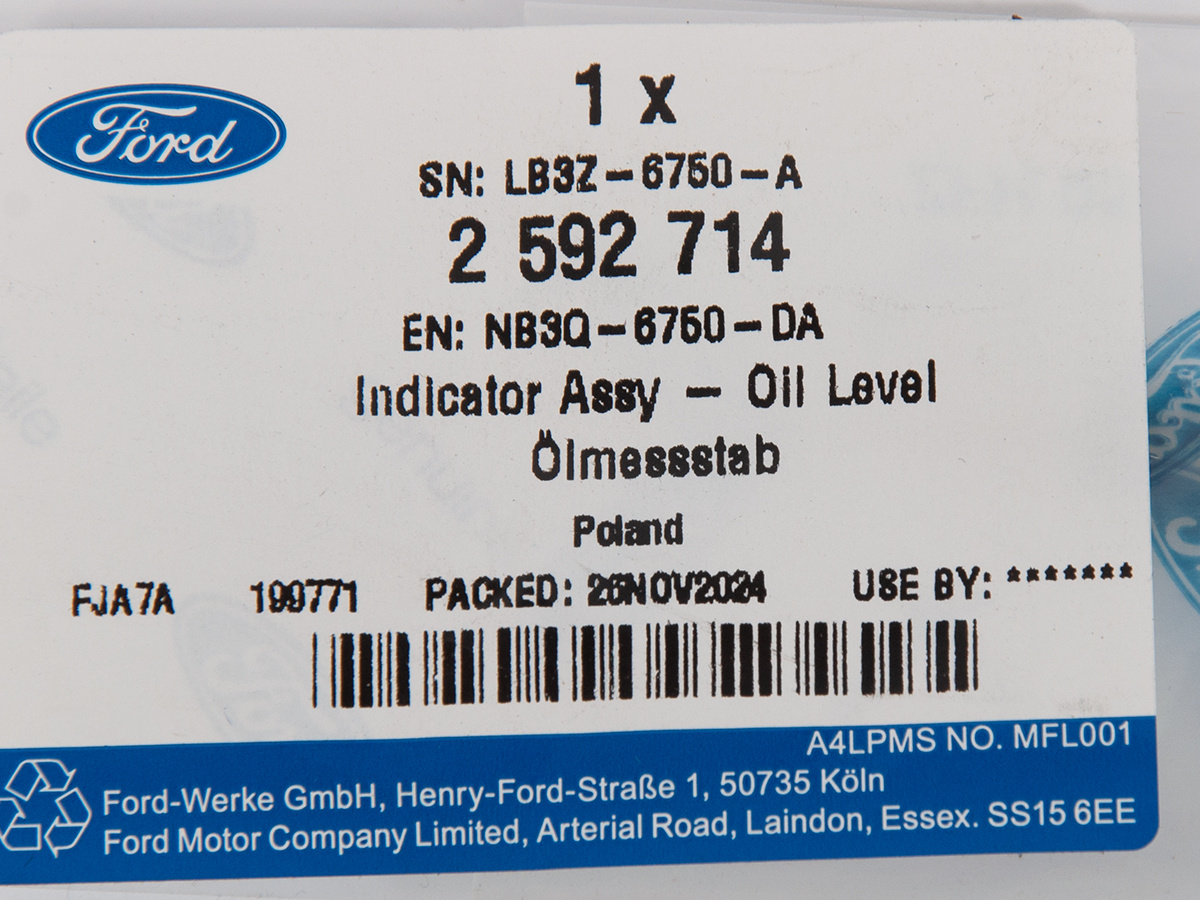 Ford
1 x
SN: LB3Z-6750-A
2 592 714
EN: NB3Q-6750-DA
Indicator Assy - Oil Level
Ölmessstab
Poland
FJA7A 199771 PACKED: 26NOV2024 USE BY: *******
A4LPMS NO. MFL001
Ford-Werke GmbH, Henry-Ford-Straße 1, 50735 Köln
Ford Motor Company Limited, Arterial Road, Laindon, Essex. SS15 6EE